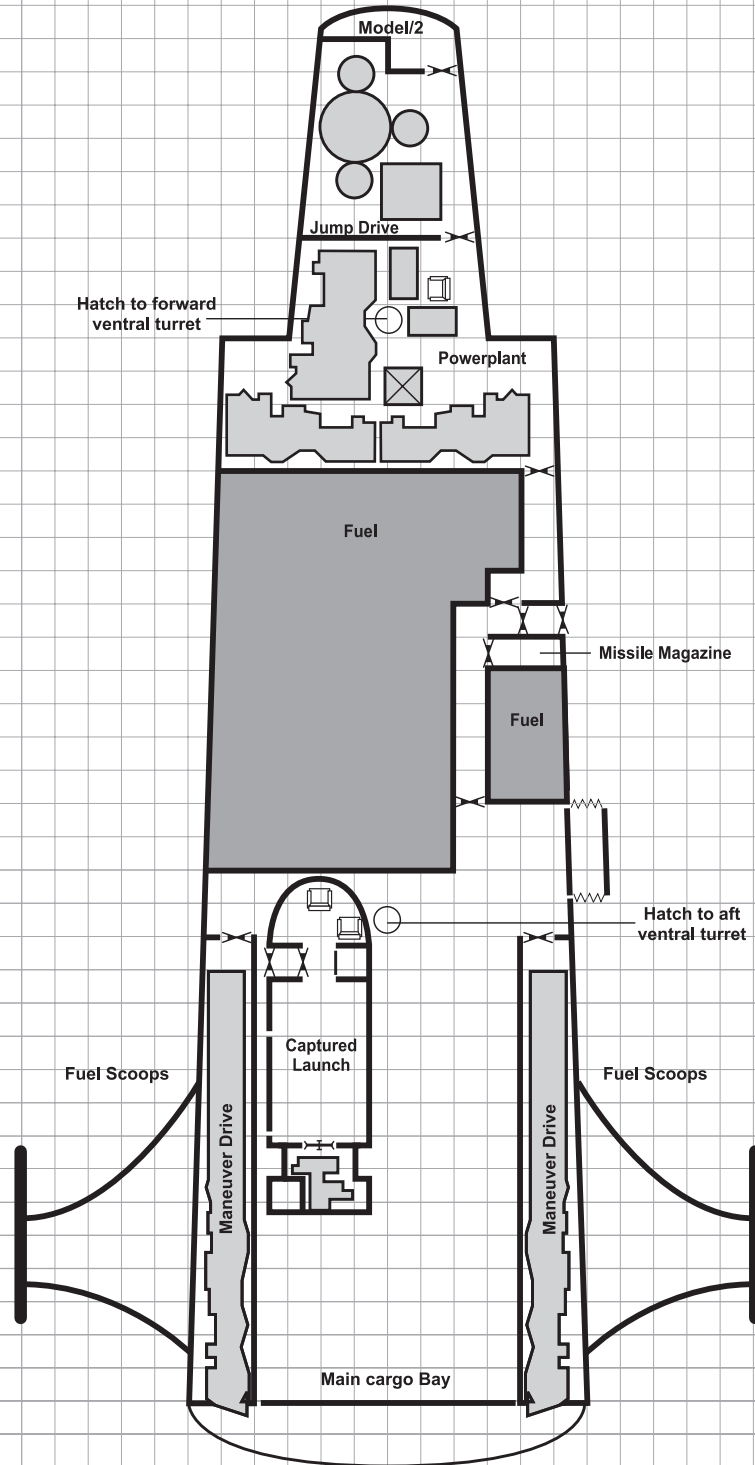 Model/2
Jump Drive
Hatch to forward
ventral turret
Powerplant
Fuel
Missile Magazine
Fuel
Hatch to aft
ventral turret
Captured
Launch
Fuel Scoops
Fuel Scoops
Maneuver Drive
Maneuver Drive
Main cargo Bay